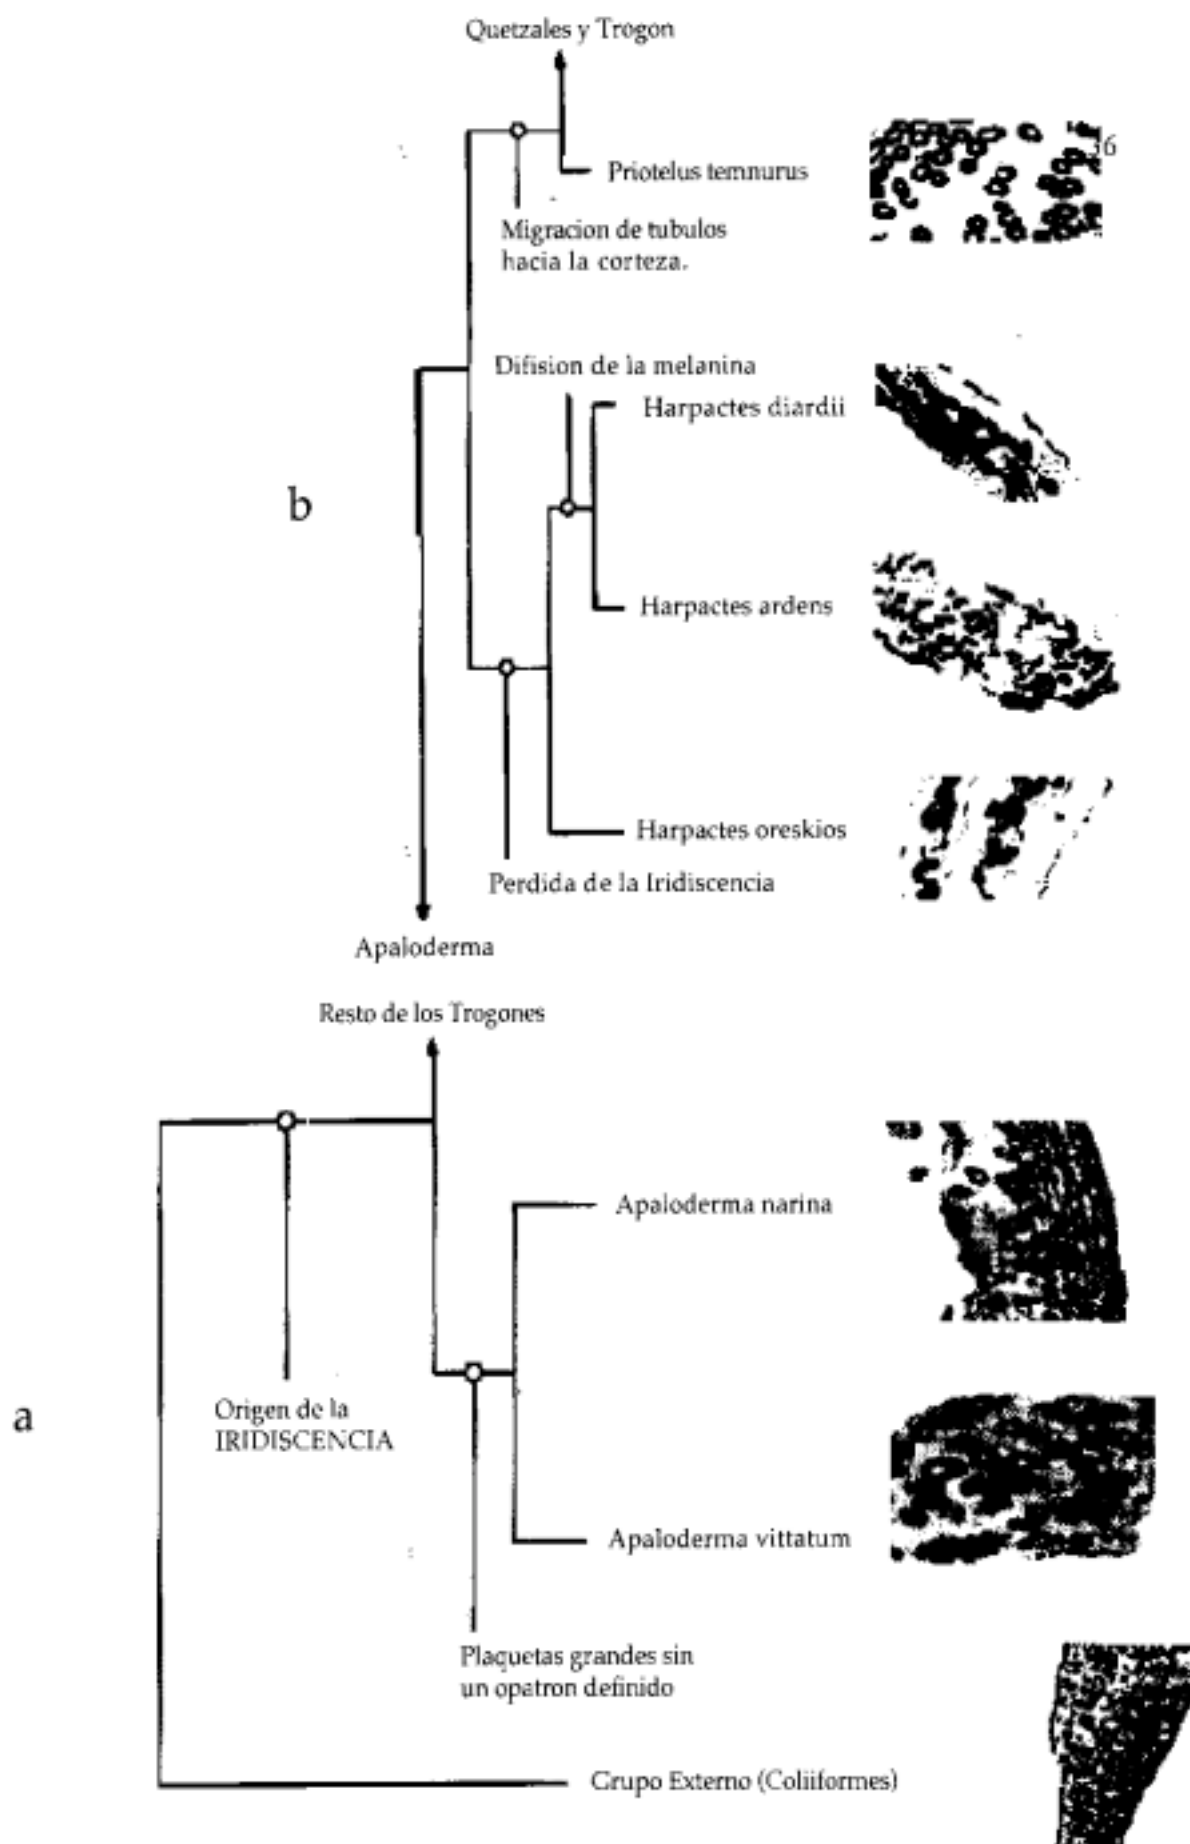 Quetzales y Trogon
36
Priotelus temnurus
Migracion de tubulos
hacia la corteza.
Difision de la melanina
Harpactes diardii
b
Harpactes ardens
Harpactes oreskios
Perdida de la Iridiscencia
Apaloderma
Resto de los Trogones
Apaloderma narina
Origen de la
IRIDISCENCIA
a
Apaloderma vittatum
Plaquetas grandes sin
un opatron definido
Grupo Externo (Coliiformes)